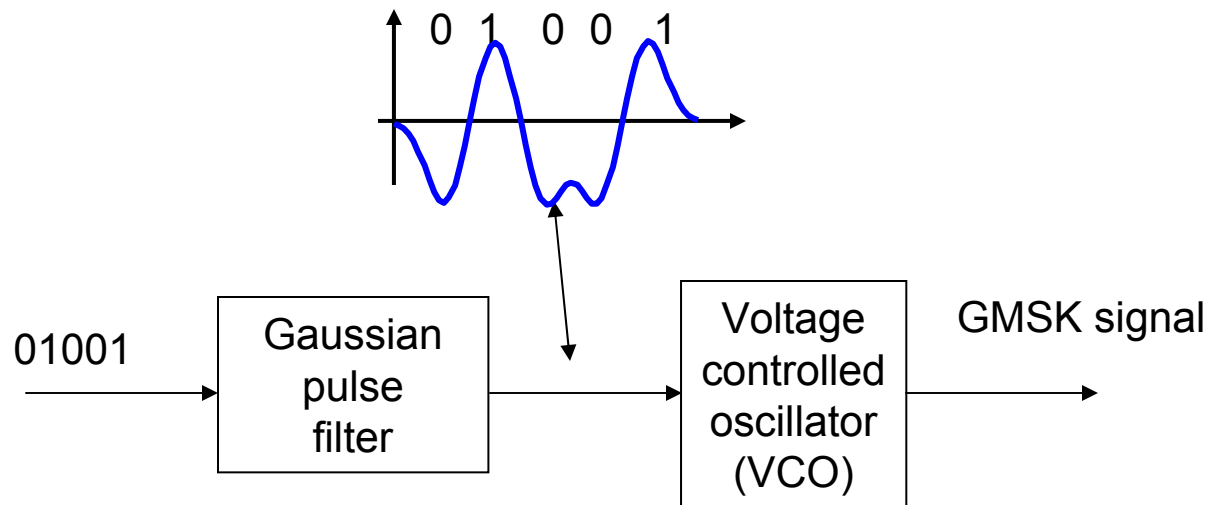 0 1 0 0 1
01001
Gaussian
pulse
filter
Voltage
controlled
oscillator
(VCO)
GMSK signal